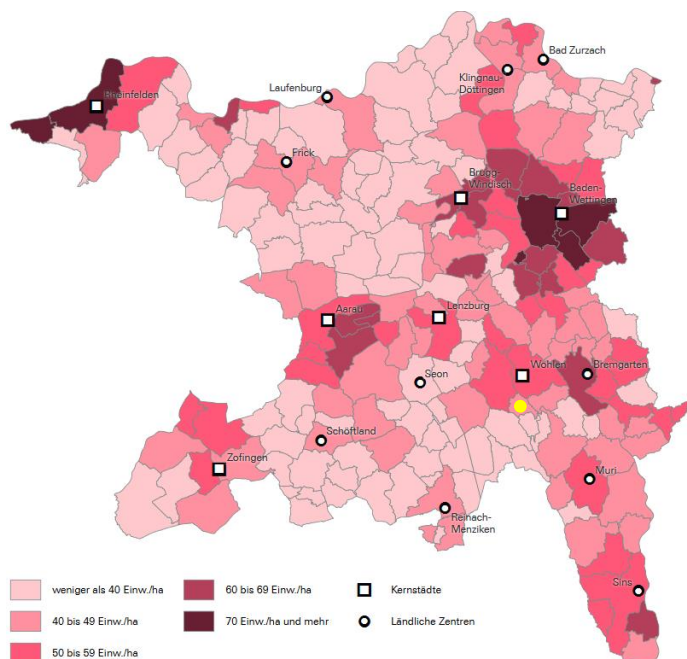 Bad Zurzach
Klingnau-
Döttingen
Laufenburg
Rheinfelden
Frick
Brugg-
Windisch
Baden-
Wettingen
Aarau
Lenzburg
Wohlen
Bremgarten
Seon
Schöftland
Zofingen
Muri
Reinach-
Menziken
Sins
weniger als 40 Einw./ha
60 bis 69 Einw./ha
Kernstädte
40 bis 49 Einw./ha
70 Einw./ha und mehr
Ländliche Zentren
50 bis 59 Einw./ha